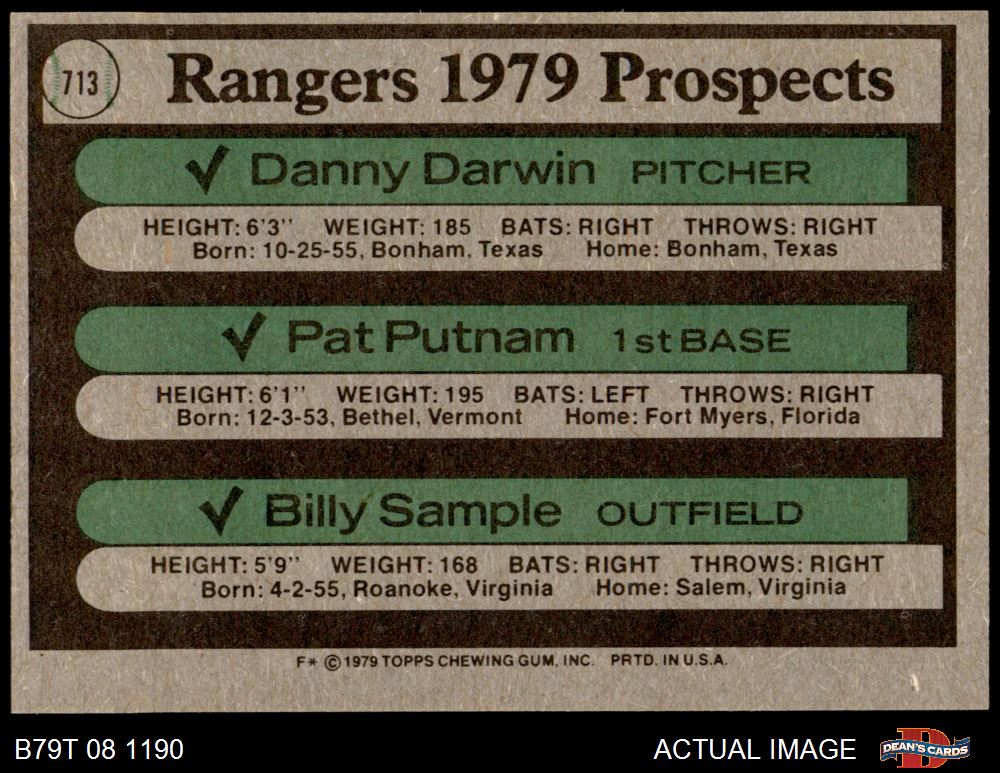 713
Rangers 1979 Prospects
✓ Danny Darwin PITCHER
HEIGHT: 6'3'' WEIGHT: 185 BATS: RIGHT THROWS: RIGHT
Born: 10-25-55, Bonham, Texas Home: Bonham, Texas
✓ Pat Putnam 1st BASE
HEIGHT: 6'1'' WEIGHT: 195 BATS: LEFT THROWS: RIGHT
Born: 12-3-53, Bethel, Vermont Home: Fort Myers, Florida
✓ Billy Sample OUTFIELD
HEIGHT: 5'9'' WEIGHT: 168 BATS: RIGHT THROWS: RIGHT
Born: 4-2-55, Roanoke, Virginia Home: Salem, Virginia
F* © 1979 TOPPS CHEWING GUM, INC. PRTD. IN U.S.A.
B79T 08 1190 ACTUAL IMAGE DEAN'S CARDS